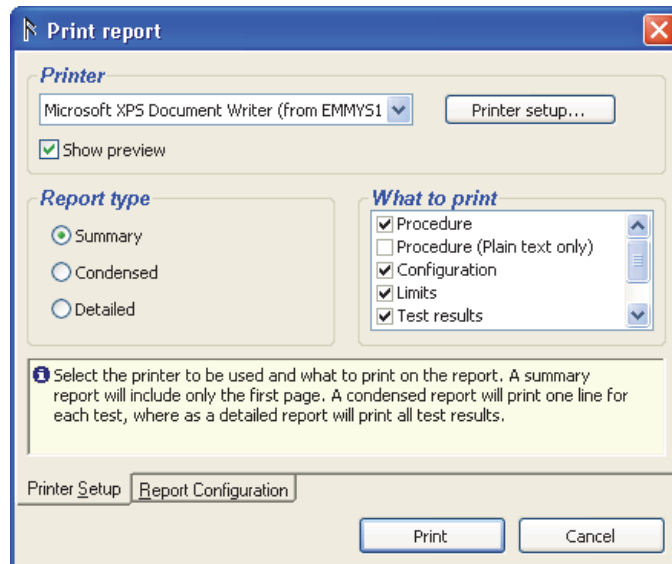 Print report
Printer
Microsoft XPS Document Writer (from EMMYS1
Printer setup...
Show preview
Report type
Summary
Condensed
Detailed
What to print
Procedure
Procedure (Plain text only)
Configuration
Limits
Test results
Select the printer to be used and what to print on the report. A summary
report will include only the first page. A condensed report will print one line for
each test, where as a detailed report will print all test results.
Printer Setup
Report Configuration
Print
Cancel